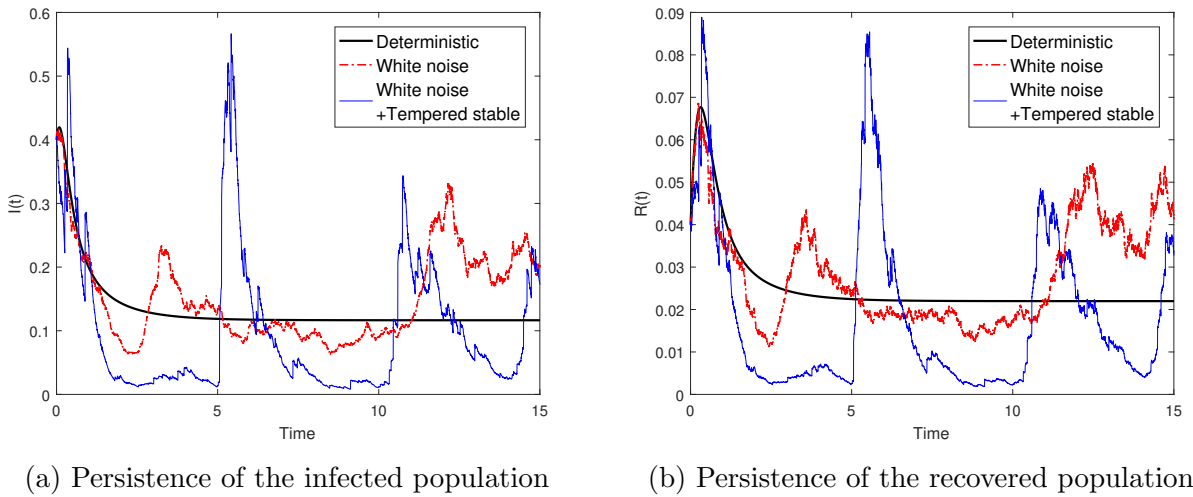 0.6
0.5
0.4
0.3
0.2
0.1
0
I(t)
0
5
10
15
Time
Deterministic
White noise
White noise
+Tempered stable
(a) Persistence of the infected population
0.09
0.08
0.07
0.06
0.05
0.04
0.03
0.02
0.01
0
R(t)
0
5
10
15
Time
Deterministic
White noise
White noise
+Tempered stable
(b) Persistence of the recovered population